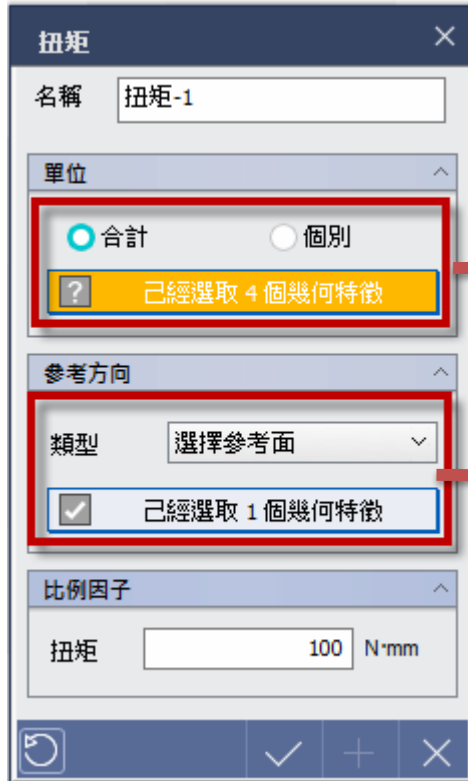 扭矩
名稱 扭矩-1
單位
合計 個別
? 己經選取 4 個幾何特徵
參考方向
類型 選擇參考面
己經選取 1 個幾何特徵
比例因子
扭矩 100 N·mm